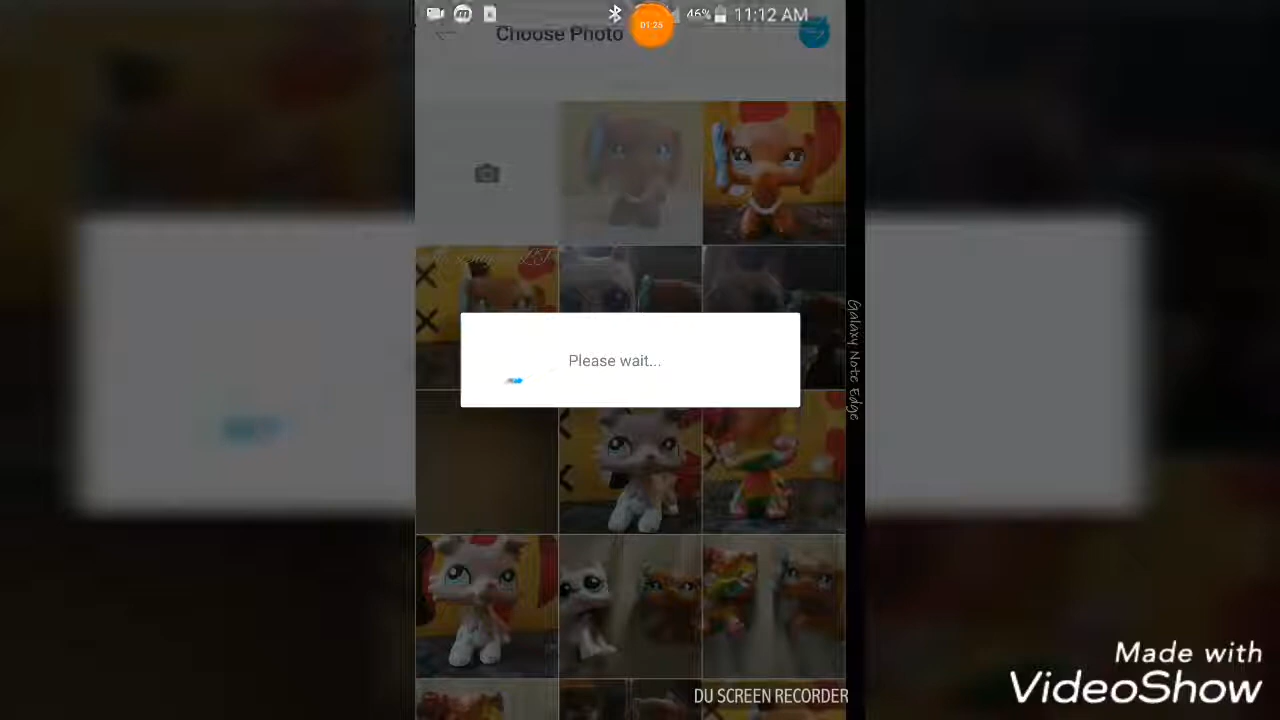 46% 11:12 AM
01:25
Choose Photo
Please wait...
Galaxy Note Edge
Made with
VideoShow
DU SCREEN RECORDER